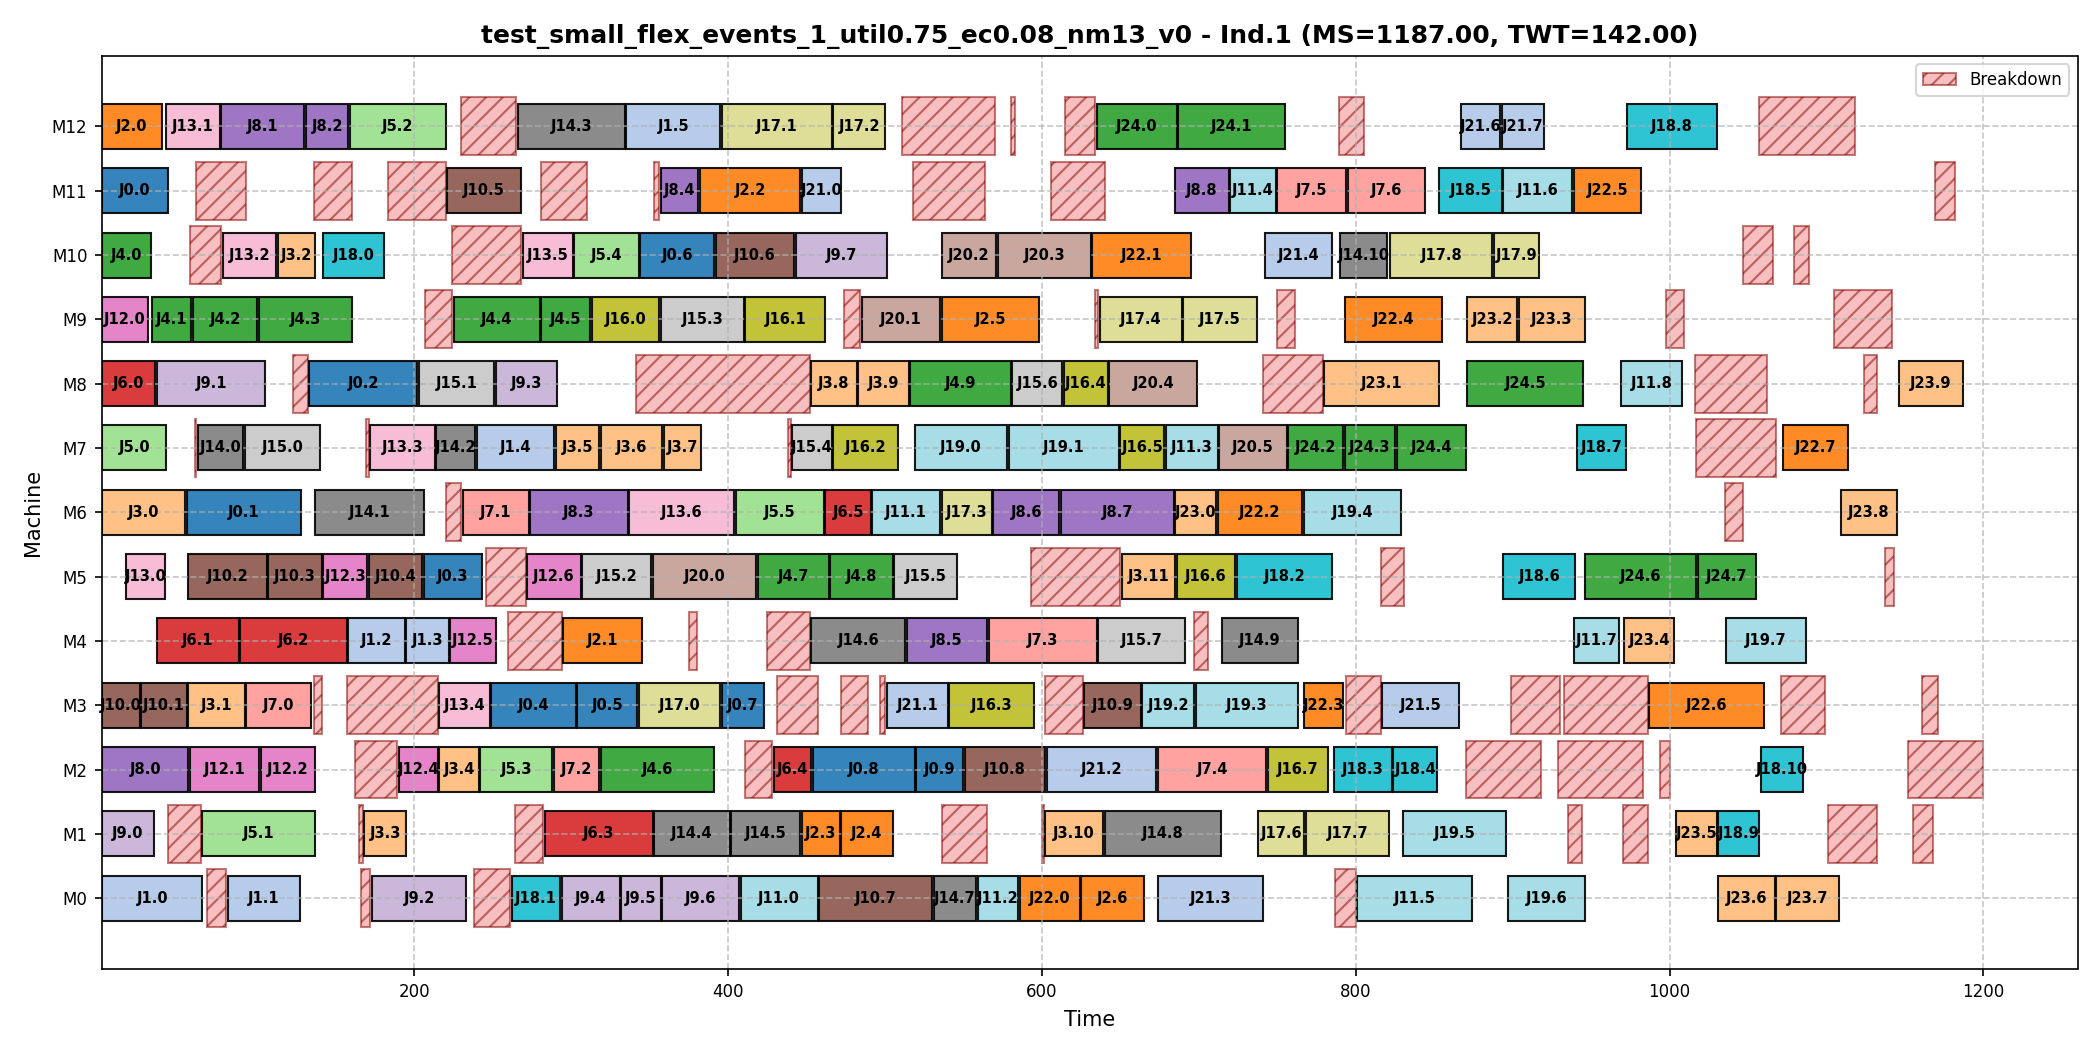 test_small_flex_events_1_util0.75_ec0.08_nm13_v0 - Ind.1 (MS=1187.00, TWT=142.00)
Breakdown
M12 J2.0 J13.1 J8.1 J8.2 J5.2 J14.3 J1.5 J17.1 J17.2 J24.0 J24.1 J21.6 J21.7 J18.8
M11 J0.0 J10.5 J8.4 J2.2 J21.0 J8.8 J11.4 J7.5 J7.6 J18.5 J11.6 J22.5
M10 J4.0 J13.2 J3.2 J18.0 J13.5 J5.4 J0.6 J10.6 J9.7 J20.2 J20.3 J22.1 J21.4 J14.10 J17.8 J17.9
M9 J12.0 J4.1 J4.2 J4.3 J4.4 J4.5 J16.0 J15.3 J16.1 J20.1 J2.5 J17.4 J17.5 J22.4 J23.2 J23.3
M8 J6.0 J9.1 J0.2 J15.1 J9.3 J3.8 J3.9 J4.9 J15.6 J16.4 J20.4 J23.1 J24.5 J11.8 J23.9
M7 J5.0 J14.0 J15.0 J13.3 J14.2 J1.4 J3.5 J3.6 J3.7 J15.4 J16.2 J19.0 J19.1 J16.5 J11.3 J20.5 J24.2 J24.3 J24.4 J18.7 J22.7
M6 J3.0 J0.1 J14.1 J7.1 J8.3 J13.6 J5.5 J6.5 J11.1 J17.3 J8.6 J8.7 J23.0 J22.2 J19.4 J23.8
M5 J13.0 J10.2 J10.3 J12.3 J10.4 J0.3 J12.6 J15.2 J20.0 J4.7 J4.8 J15.5 J3.11 J16.6 J18.2 J18.6 J24.6 J24.7
M4 J6.1 J6.2 J1.2 J1.3 J12.5 J2.1 J14.6 J8.5 J7.3 J15.7 J14.9 J11.7 J23.4 J19.7
M3 J10.0 J10.1 J3.1 J7.0 J13.4 J0.4 J0.5 J17.0 J0.7 J21.1 J16.3 J10.9 J19.2 J19.3 J22.3 J21.5 J22.6
M2 J8.0 J12.1 J12.2 J12.4 J3.4 J5.3 J7.2 J4.6 J6.4 J0.8 J0.9 J10.8 J21.2 J7.4 J16.7 J18.3 J18.4 J18.10
M1 J9.0 J5.1 J3.3 J6.3 J14.4 J14.5 J2.3 J2.4 J3.10 J14.8 J17.6 J17.7 J19.5 J23.5 J18.9
M0 J1.0 J1.1 J9.2 J18.1 J9.4 J9.5 J9.6 J11.0 J10.7 J14.7 J11.2 J22.0 J2.6 J21.3 J11.5 J19.6 J23.6 J23.7
200 400 600 800 1000 1200
Time
Machine